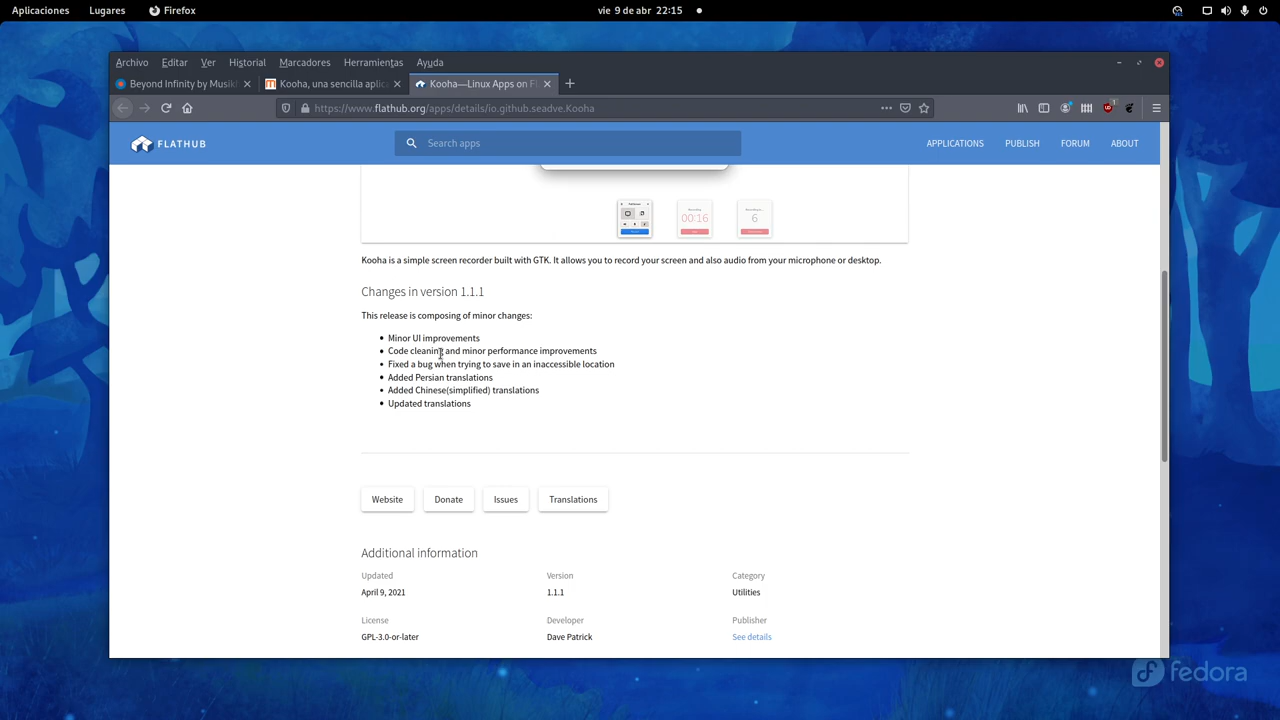 Aplicaciones Lugares Firefox vie 9 de abr 22:15
Archivo Editar Ver Historial Marcadores Herramientas Ayuda
Beyond Infinity by Musikh Kooha, una sencilla aplica Kooha—Linux Apps on Fl
https://www.flathub.org/apps/details/io.github.seadve.Kooha
FLATHUB Search apps APPLICATIONS PUBLISH FORUM ABOUT
00:16 6
Kooha is a simple screen recorder built with GTK. It allows you to record your screen and also audio from your microphone or desktop.
Changes in version 1.1.1
This release is composing of minor changes:
• Minor UI improvements
• Code cleaning and minor performance improvements
• Fixed a bug when trying to save in an inaccessible location
• Added Persian translations
• Added Chinese(simplified) translations
• Updated translations
Website Donate Issues Translations
Additional information
Updated Version Category
April 9, 2021 1.1.1 Utilities
License Developer Publisher
GPL-3.0-or-later Dave Patrick See details
fedora